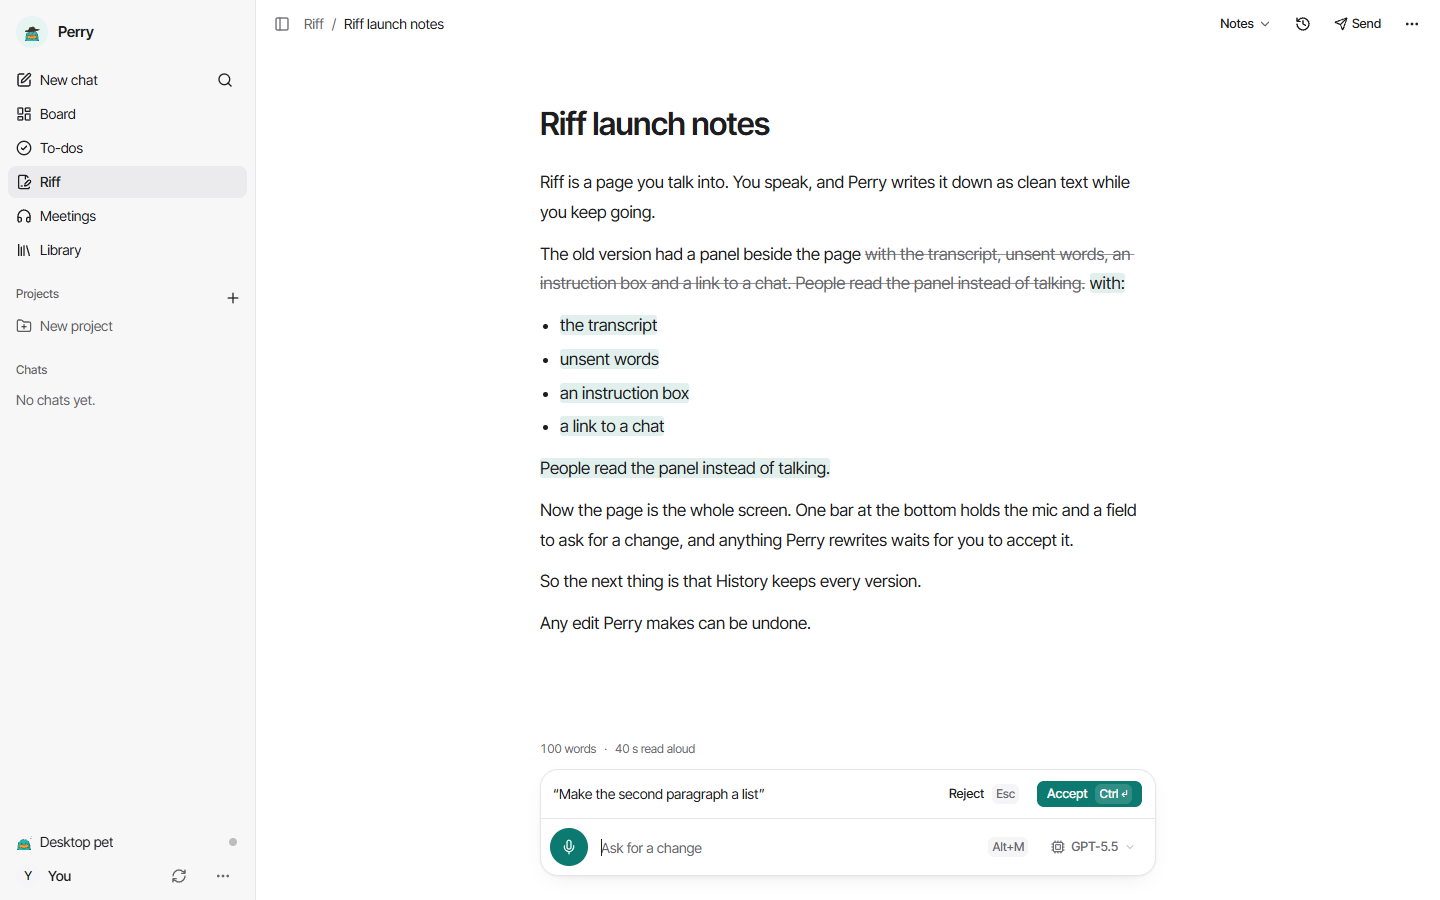 Perry
New chat
Board
To-dos
Riff
Meetings
Library
Projects
New project
Chats
No chats yet.
Desktop pet
Y You
Riff / Riff launch notes
Notes
Send
Riff launch notes
Riff is a page you talk into. You speak, and Perry writes it down as clean text while
you keep going.
The old version had a panel beside the page with the transcript, unsent words, an
instruction box and a link to a chat. People read the panel instead of talking. with:
• the transcript
• unsent words
• an instruction box
• a link to a chat
People read the panel instead of talking.
Now the page is the whole screen. One bar at the bottom holds the mic and a field
to ask for a change, and anything Perry rewrites waits for you to accept it.
So the next thing is that History keeps every version.
Any edit Perry makes can be undone.
100 words · 40 s read aloud
“Make the second paragraph a list” Reject Esc Accept Ctrl ↵
Ask for a change Alt+M GPT-5.5